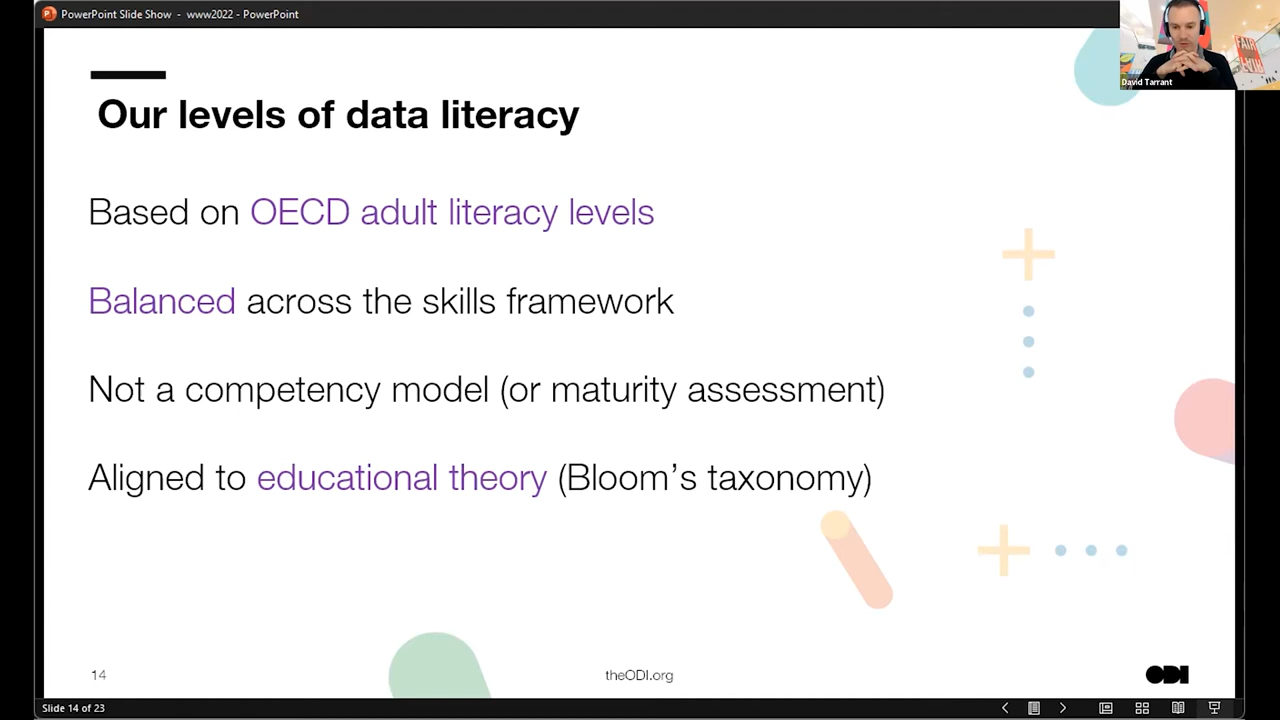 PowerPoint Slide Show - www2022 - PowerPoint
FAIR
David Tarrant
Our levels of data literacy
Based on OECD adult literacy levels
Balanced across the skills framework
Not a competency model (or maturity assessment)
Aligned to educational theory (Bloom’s taxonomy)
14
theODI.org
ODI
Slide 14 of 23